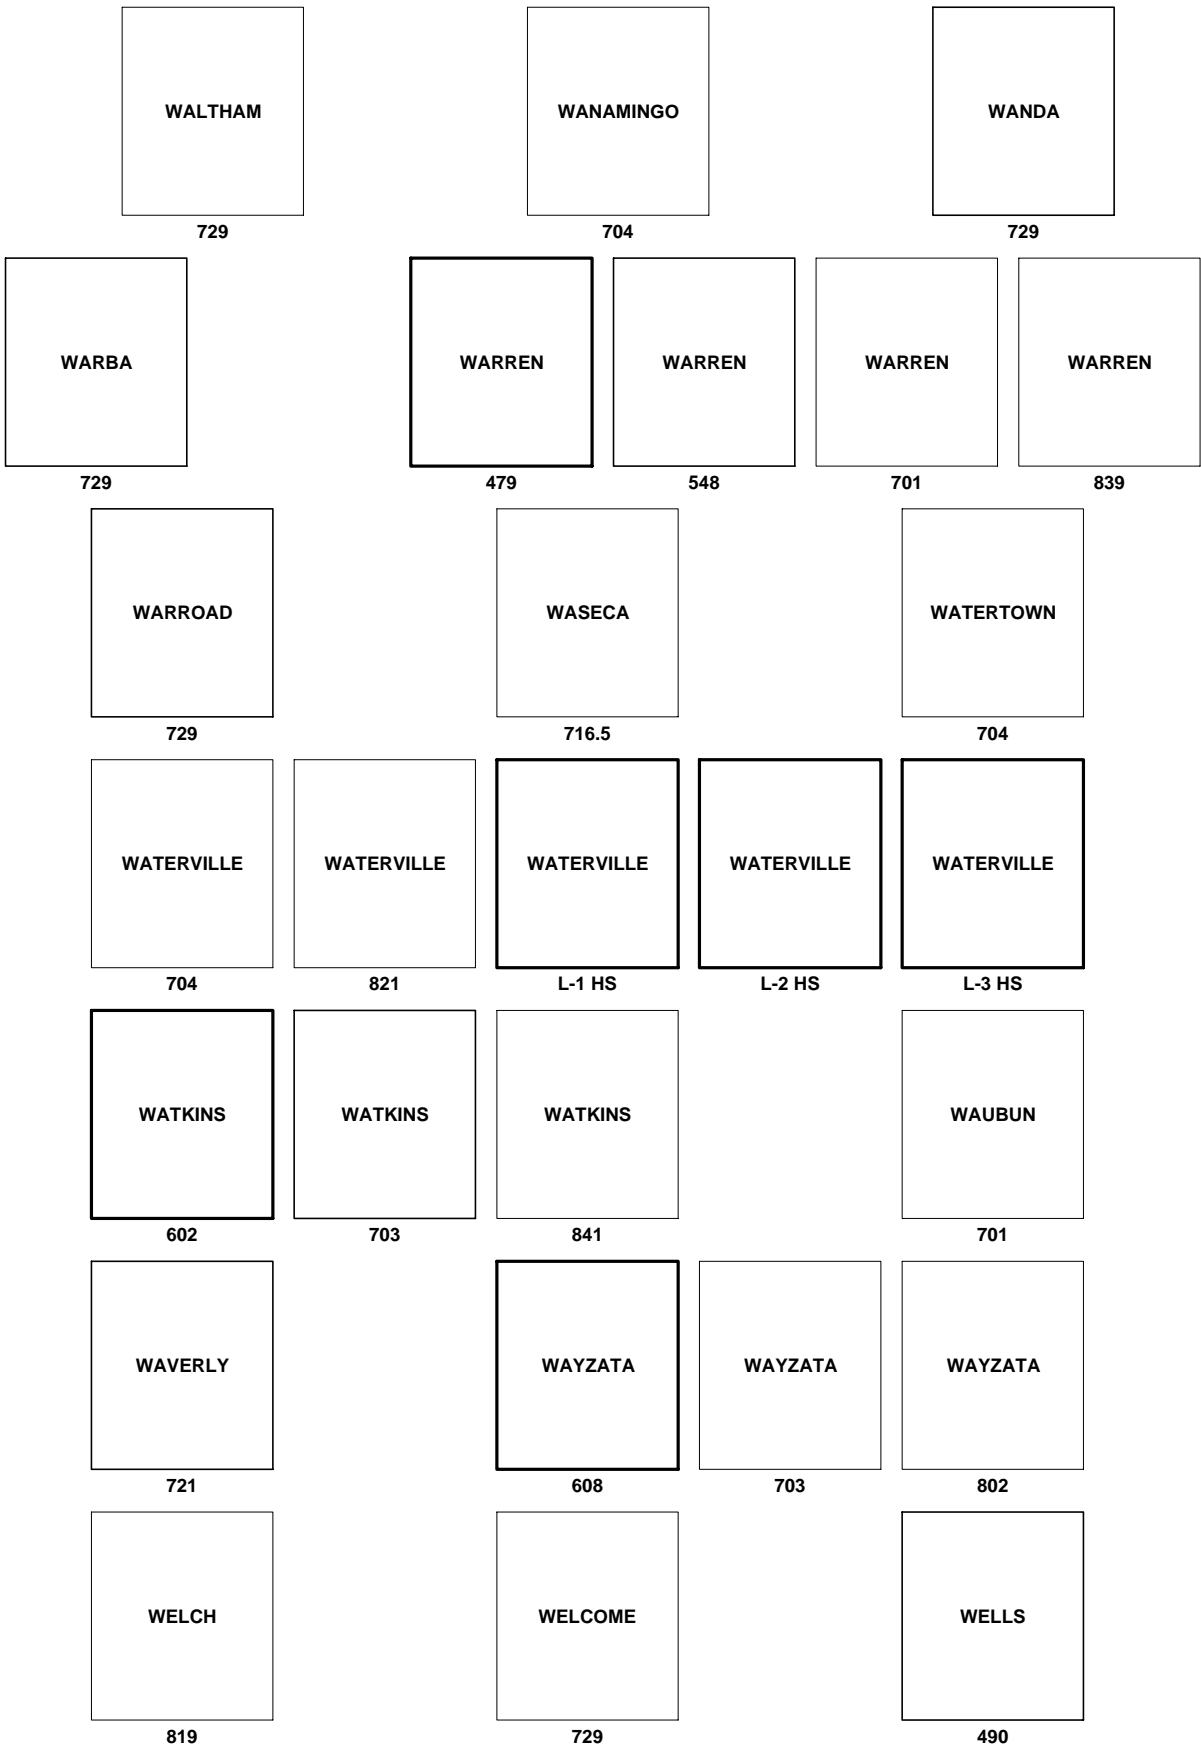 WALTHAM WANAMINGO WANDA
729 704 729
WARBA WARREN WARREN WARREN WARREN
729 479 548 701 839
WARROAD WASECA WATERTOWN
729 716.5 704
WATERVILLE WATERVILLE WATERVILLE WATERVILLE WATERVILLE
704 821 L-1 HS L-2 HS L-3 HS
WATKINS WATKINS WATKINS WAUBUN
602 703 841 701
WAVERLY WAYZATA WAYZATA WAYZATA
721 608 703 802
WELCH WELCOME WELLS
819 729 490